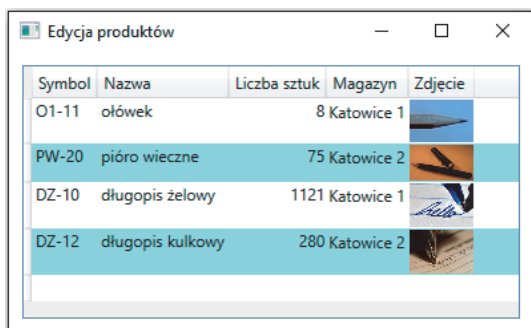 Edycja produktów
Symbol Nazwa Liczba sztuk Magazyn Zdjęcie
O1-11 ołówek 8 Katowice 1
PW-20 pióro wieczne 75 Katowice 2
DZ-10 długopis żelowy 1121 Katowice 1
hello
DZ-12 długopis kulkowy 280 Katowice 2